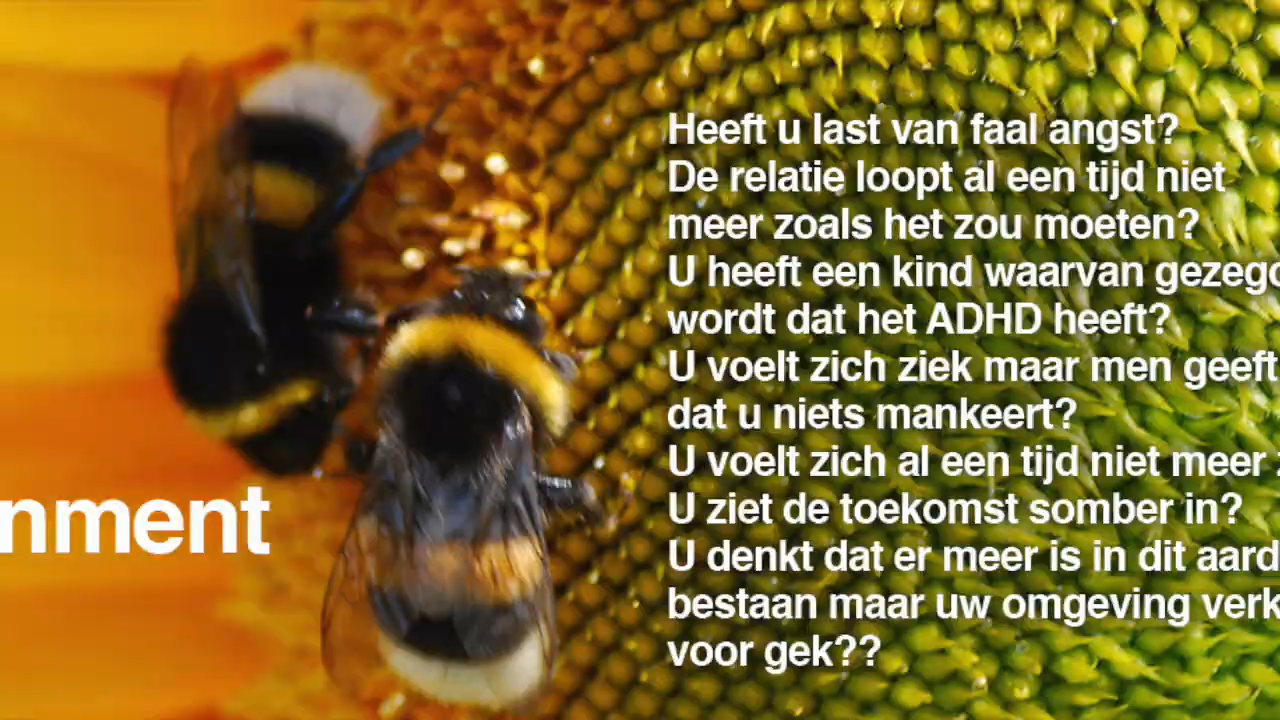 Heeft u last van faal angst?
De relatie loopt al een tijd niet
meer zoals het zou moeten?
U heeft een kind waarvan
wordt dat het ADHD heeft?
U voelt zich ziek maar men geeft
dat u niets mankeert?
U voelt zich al een tijd niet meer
U ziet de toekomst somber in?
U denkt dat er meer is in dit
bestaan maar uw omgeving
voor gek??
nment